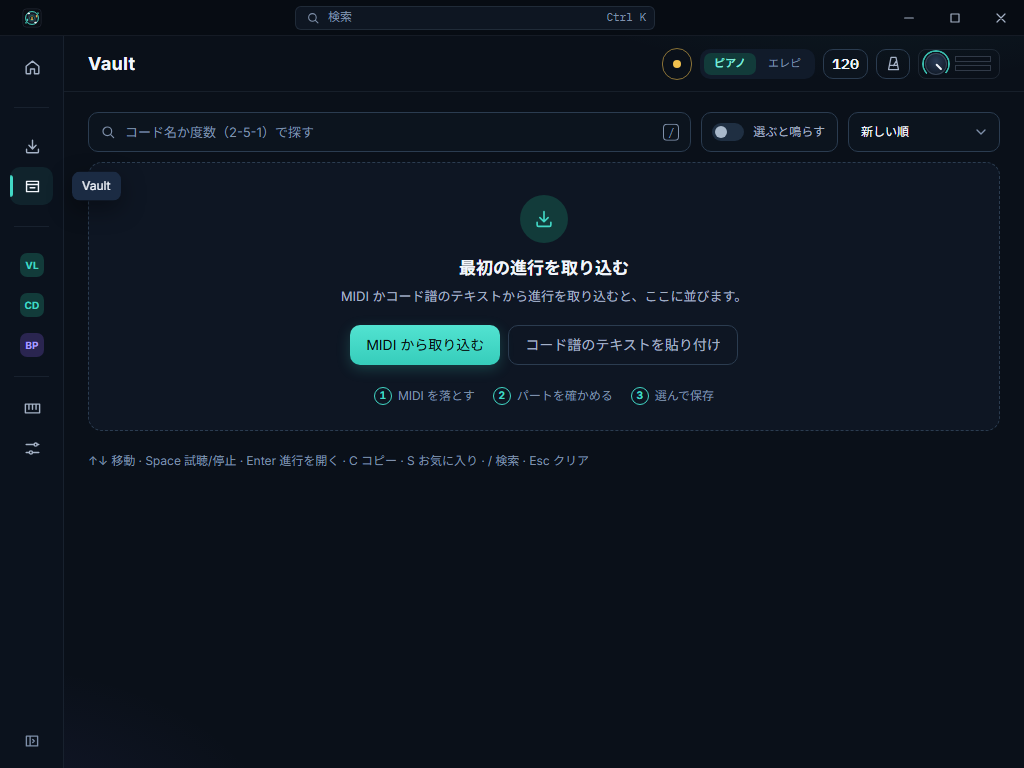 検索 Ctrl K
Vault
ピアノ エレピ 120
コード名か度数（2-5-1）で探す /
選ぶと鳴らす
新しい順
Vault
最初の進行を取り込む
MIDI かコード譜のテキストから進行を取り込むと、ここに並びます。
MIDI から取り込む
コード譜のテキストを貼り付け
1 MIDI を落とす 2 パートを確かめる 3 選んで保存
↑↓ 移動 · Space 試聴/停止 · Enter 進行を開く · C コピー · S お気に入り · / 検索 · Esc クリア
VL
CD
BP